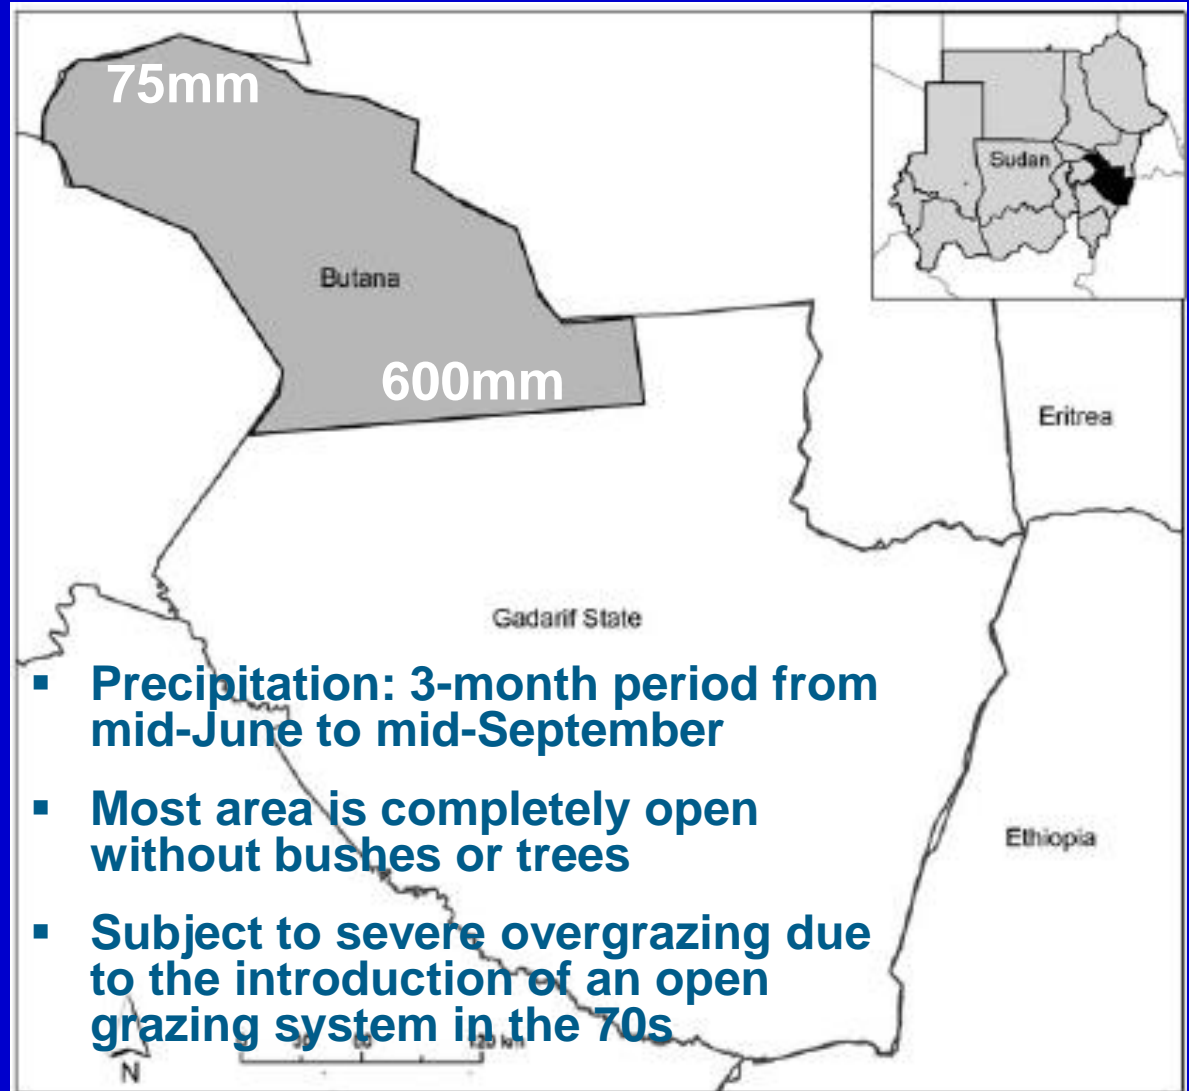 75mm
Sudan
Butana
600mm
Eritrea
Gadarif State
▪ Precipitation: 3-month period from
mid-June to mid-September
▪ Most area is completely open
without bushes or trees
Ethiopia
▪ Subject to severe overgrazing due
to the introduction of an open
grazing system in the 70s
120 km
N